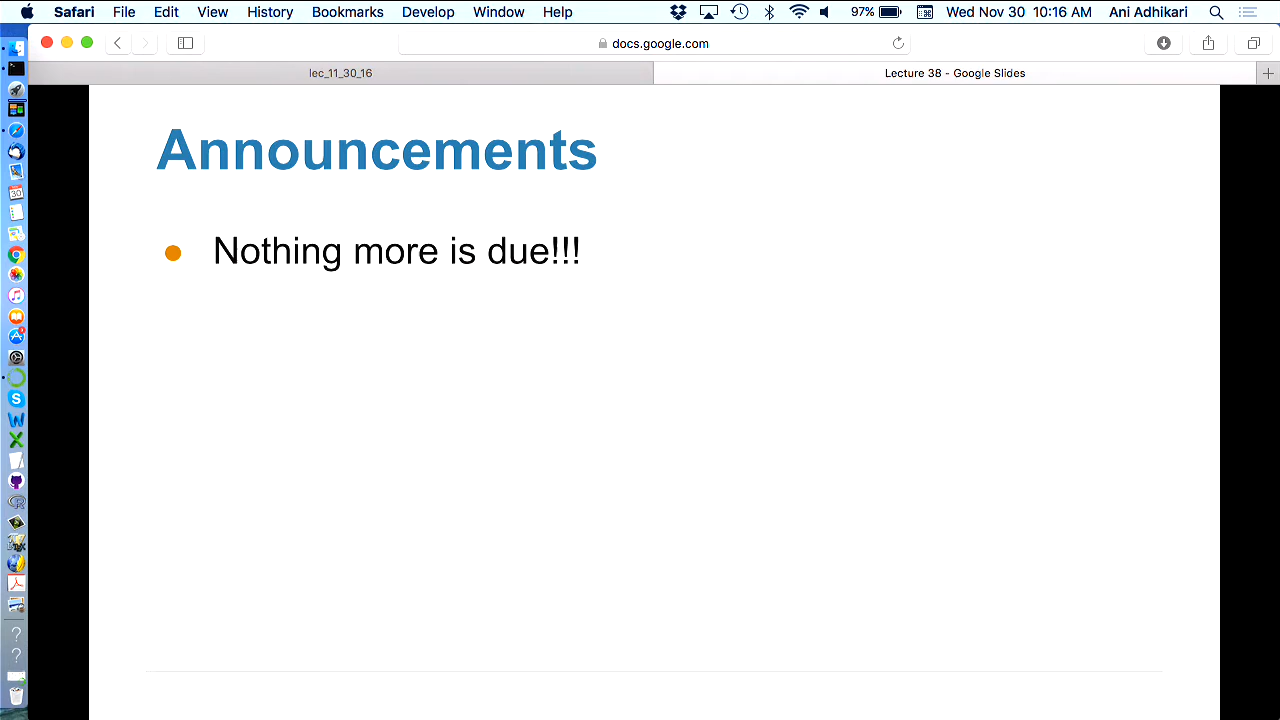 Safari File Edit View History Bookmarks Develop Window Help 97% Wed Nov 30 10:16 AM Ani Adhikari
docs.google.com
lec_11_30_16
Lecture 38 - Google Slides
Announcements
● Nothing more is due!!!
30